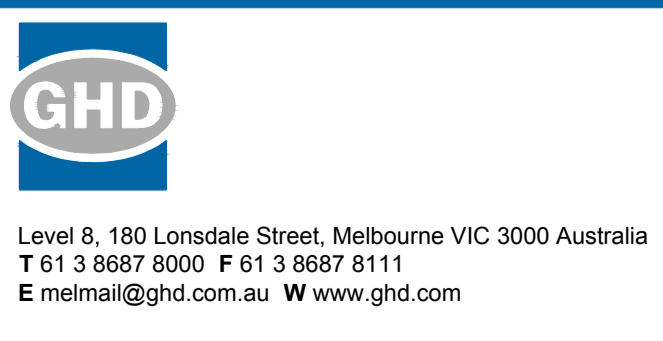 GHD
Level 8, 180 Lonsdale Street, Melbourne VIC 3000 Australia
T 61 3 8687 8000 F 61 3 8687 8111
E melmail@ghd.com.au W www.ghd.com